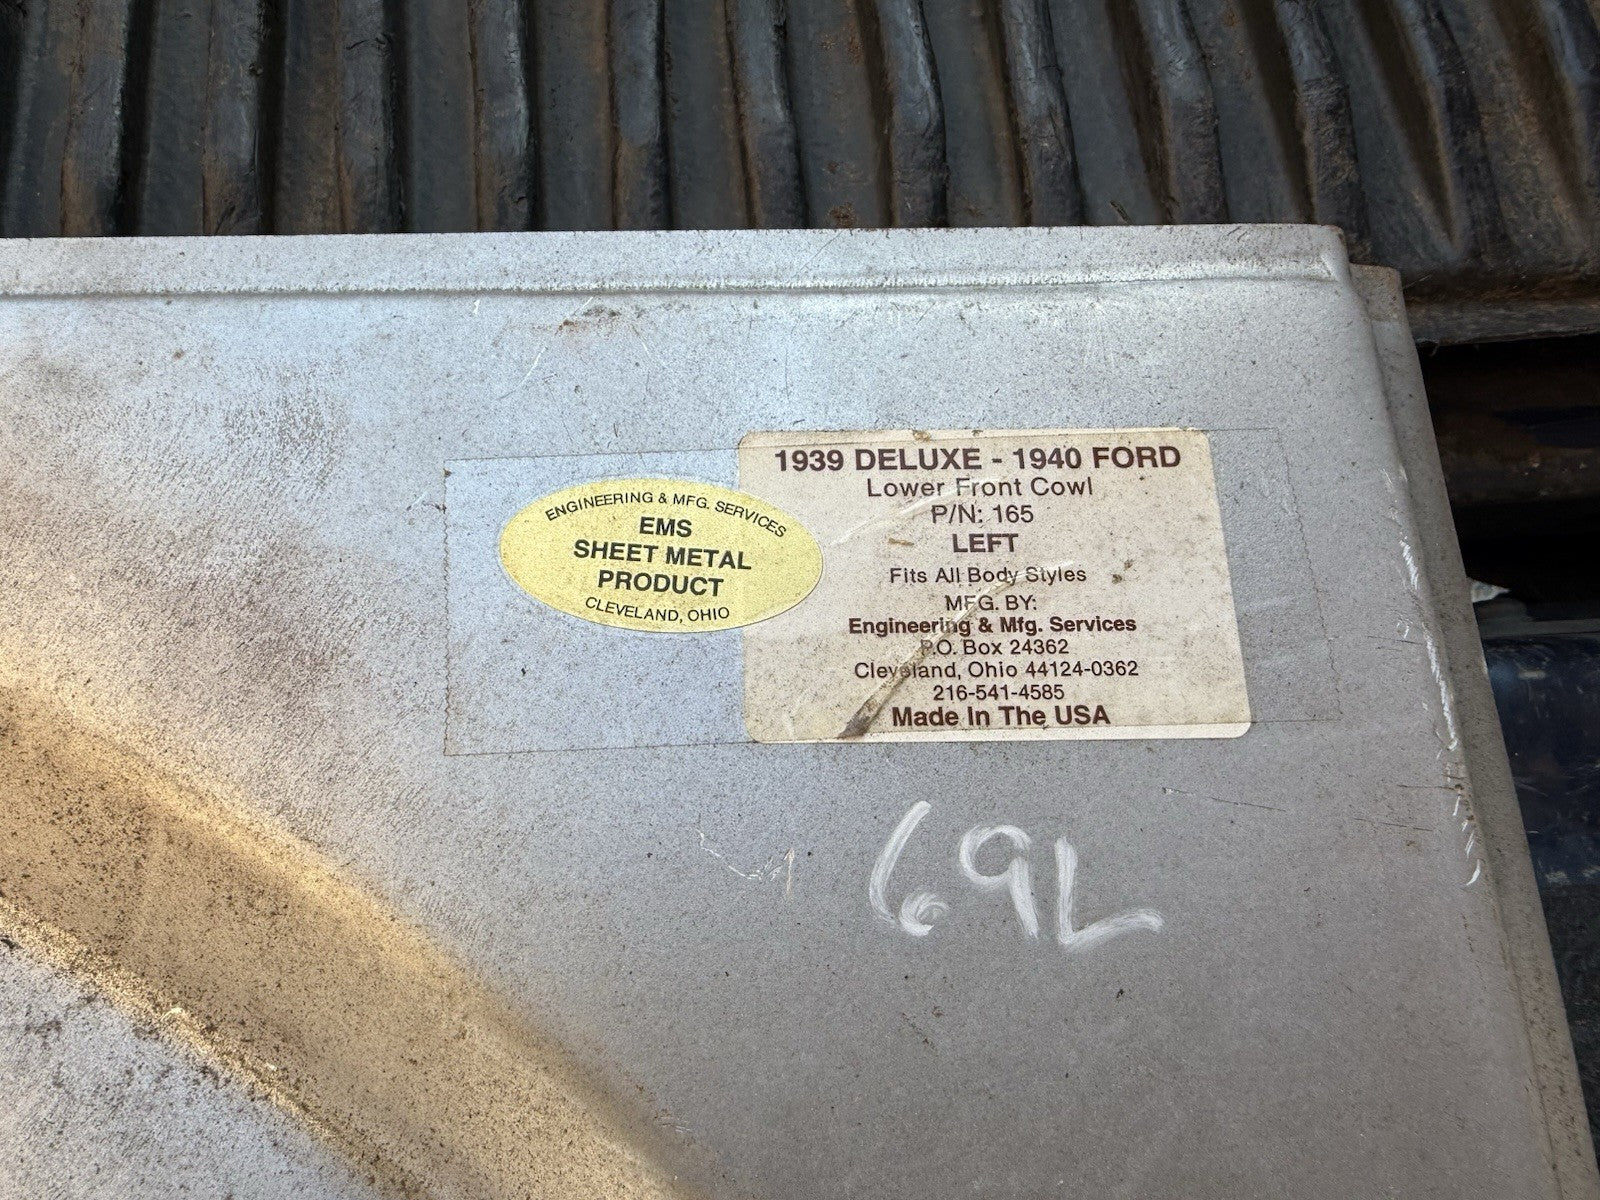 ENGINEERING & MFG. SERVICES
EMS
SHEET METAL
PRODUCT
CLEVELAND, OHIO
1939 DELUXE - 1940 FORD
Lower Front Cowl
P/N: 165
LEFT
Fits All Body Styles
MFG. BY:
Engineering & Mfg. Services
P.O. Box 24362
Cleveland, Ohio 44124-0362
216-541-4585
Made In The USA
69L